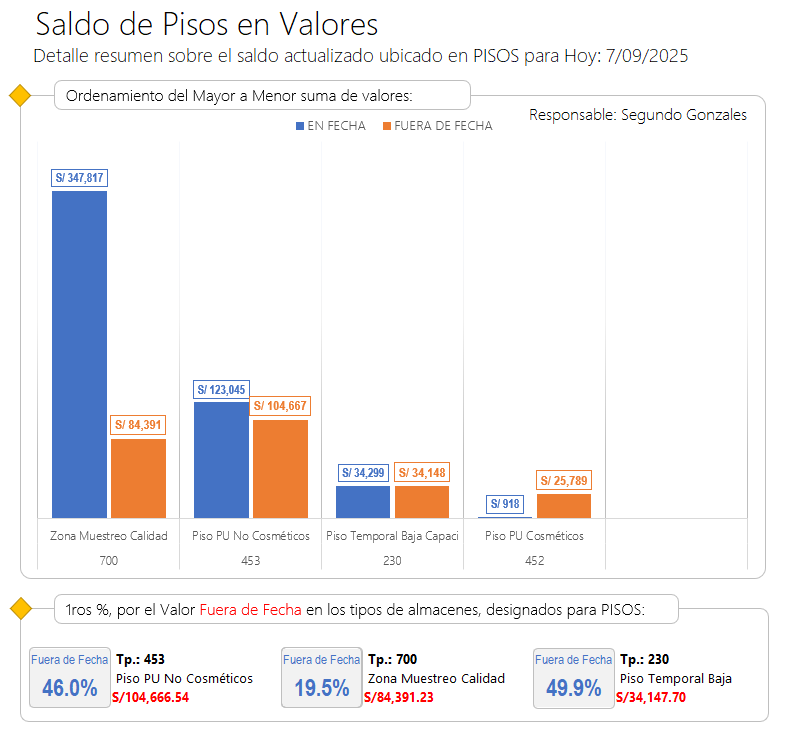 Saldo de Pisos en Valores
Detalle resumen sobre el saldo actualizado ubicado en PISOS para Hoy: 7/09/2025
Ordenamiento del Mayor a Menor suma de valores:
Responsable: Segundo Gonzales
EN FECHA FUERA DE FECHA
S/ 347,817
S/ 84,391
S/ 123,045
S/ 104,667
S/ 34,299
S/ 34,148
S/ 918
S/ 25,789
Zona Muestreo Calidad
Piso PU No Cosméticos
Piso Temporal Baja Capaci
Piso PU Cosméticos
700
453
230
452
1ros %, por el Valor Fuera de Fecha en los tipos de almacenes, designados para PISOS:
Fuera de Fecha
46.0%
Tp.: 453
Piso PU No Cosméticos
S/104,666.54
Fuera de Fecha
19.5%
Tp.: 700
Zona Muestreo Calidad
S/84,391.23
Fuera de Fecha
49.9%
Tp.: 230
Piso Temporal Baja
S/34,147.70